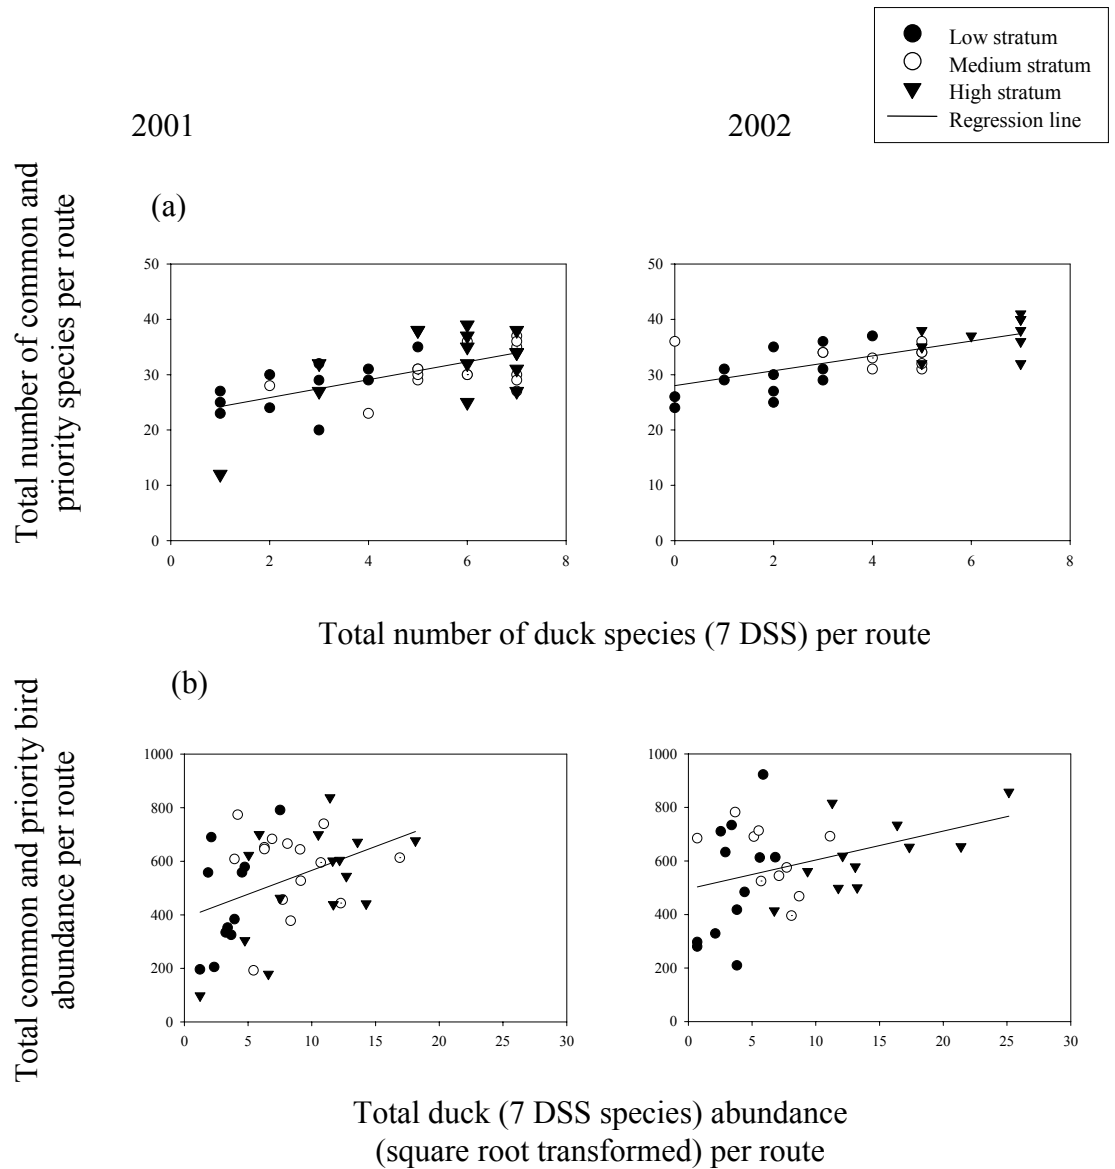 Low stratum
Medium stratum
High stratum
Regression line
2001
2002
Total number of common and
priority species per route
(a)
50
40
30
20
10
0
0 2 4 6 8
50
40
30
20
10
0
0 2 4 6 8
Total number of duck species (7 DSS) per route
Total common and priority bird
abundance per route
(b)
1000
800
600
400
200
0
0 5 10 15 20 25 30
1000
800
600
400
200
0
0 5 10 15 20 25 30
Total duck (7 DSS species) abundance
(square root transformed) per route